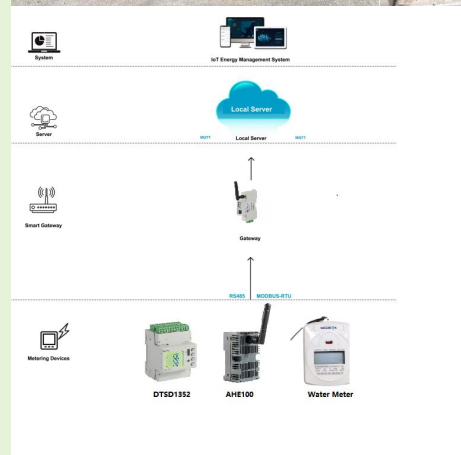 System
IoT Energy Management System
Local Server
Server
MQTT
Local Server
MQTT
Smart Gateway
Gateway
RS485 MODBUS-RTU
Metering Devices
DTSD1352
AHE100
Water Meter